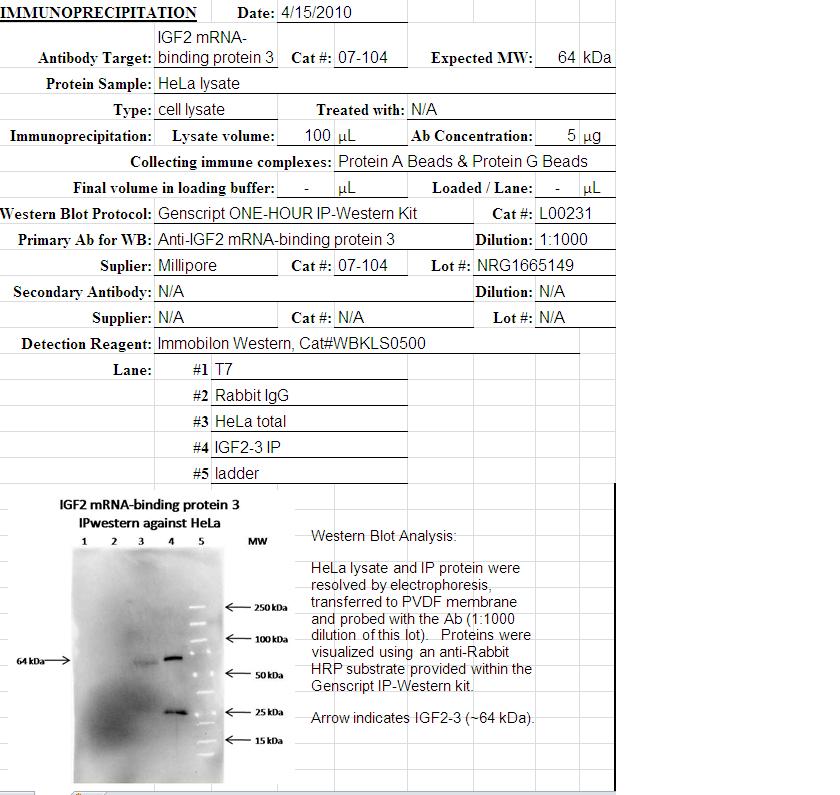 IMMUNOPRECIPITATION Date: 4/15/2010
IGF2 mRNA-
Antibody Target: binding protein 3 Cat #: 07-104 Expected MW: 64 kDa
Protein Sample: HeLa lysate
Type: cell lysate Treated with: N/A
Immunoprecipitation: Lysate volume: 100 µL Ab Concentration: 5 µg
Collecting immune complexes: Protein A Beads & Protein G Beads
Final volume in loading buffer: - µL Loaded / Lane: - µL
Western Blot Protocol: Genscript ONE-HOUR IP-Western Kit Cat #: L00231
Primary Ab for WB: Anti-IGF2 mRNA-binding protein 3 Dilution: 1:1000
Suplier: Millipore Cat #: 07-104 Lot #: NRG1665149
Secondary Antibody: N/A Dilution: N/A
Supplier: N/A Cat #: N/A Lot #: N/A
Detection Reagent: Immobilon Western, Cat#WBKLS0500
Lane: #1 T7
#2 Rabbit IgG
#3 HeLa total
#4 IGF2-3 IP
#5 ladder
IGF2 mRNA-binding protein 3
IPwestern against HeLa
1 2 3 4 5 MW
250 kDa
100 kDa
64 kDa
50 kDa
25 kDa
15 kDa
Western Blot Analysis:
HeLa lysate and IP protein were
resolved by electrophoresis,
transferred to PVDF membrane
and probed with the Ab (1:1000
dilution of this lot). Proteins were
visualized using an anti-Rabbit
HRP substrate provided within the
Genscript IP-Western kit.
Arrow indicates IGF2-3 (~64 kDa).